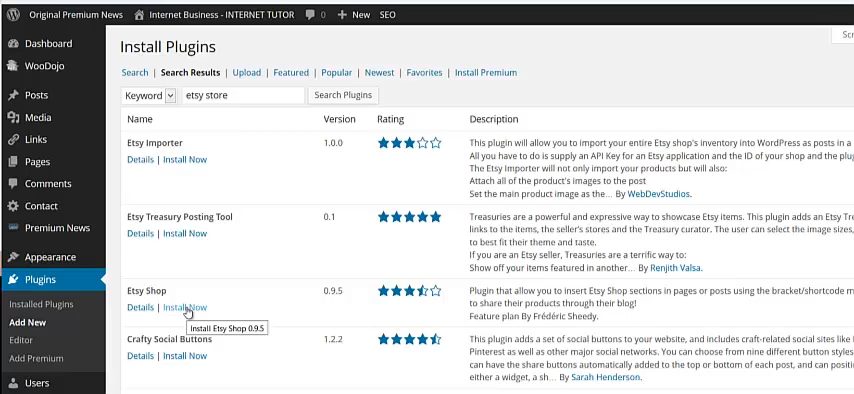 Original Premium News Internet Business - INTERNET TUTOR 0 + New SEO
Dashboard
WooDojo
Posts
Media
Links
Pages
Comments
Contact
Premium News
Appearance
Plugins
Installed Plugins
Add New
Editor
Add Premium
Users
Scr
Install Plugins
Search | Search Results | Upload | Featured | Popular | Newest | Favorites | Install Premium
Keyword etsy store Search Plugins
Name Version Rating Description
Etsy Importer 1.0.0 This plugin will allow you to import your entire Etsy shop's inventory into WordPress as posts in a
Details | Install Now All you have to do is supply an API Key for an Etsy application and the ID of your shop and the plug
The Etsy Importer will not only import your products but will also:
Attach all of the product's images to the post
Set the main product image as the... By WebDevStudios.
Etsy Treasury Posting Tool 0.1 Treasuries are a powerful and expressive way to showcase Etsy items. This plugin adds an Etsy Tre
Details | Install Now links to the items, the seller's stores and the Treasury curator. The user can select the image sizes,
to best fit their theme and taste.
If you are an Etsy seller, Treasuries are a terrific way to:
Show off your items featured in another... By Renjith Valsa.
Etsy Shop 0.9.5 Plugin that allow you to insert Etsy Shop sections in pages or posts using the bracket/shortcode m
Details | Install Now to share their products through their blog!
Feature plan By Frédéric Sheedy.
Install Etsy Shop 0.9.5
Crafty Social Buttons 1.2.2 This plugin adds a set of social buttons to your website, and includes craft-related social sites like
Details | Install Now Pinterest as well as other major social networks. You can choose from nine different button styles
can have the share buttons automatically added to the top or bottom of each post, and can positi
either a widget, a sh... By Sarah Henderson.